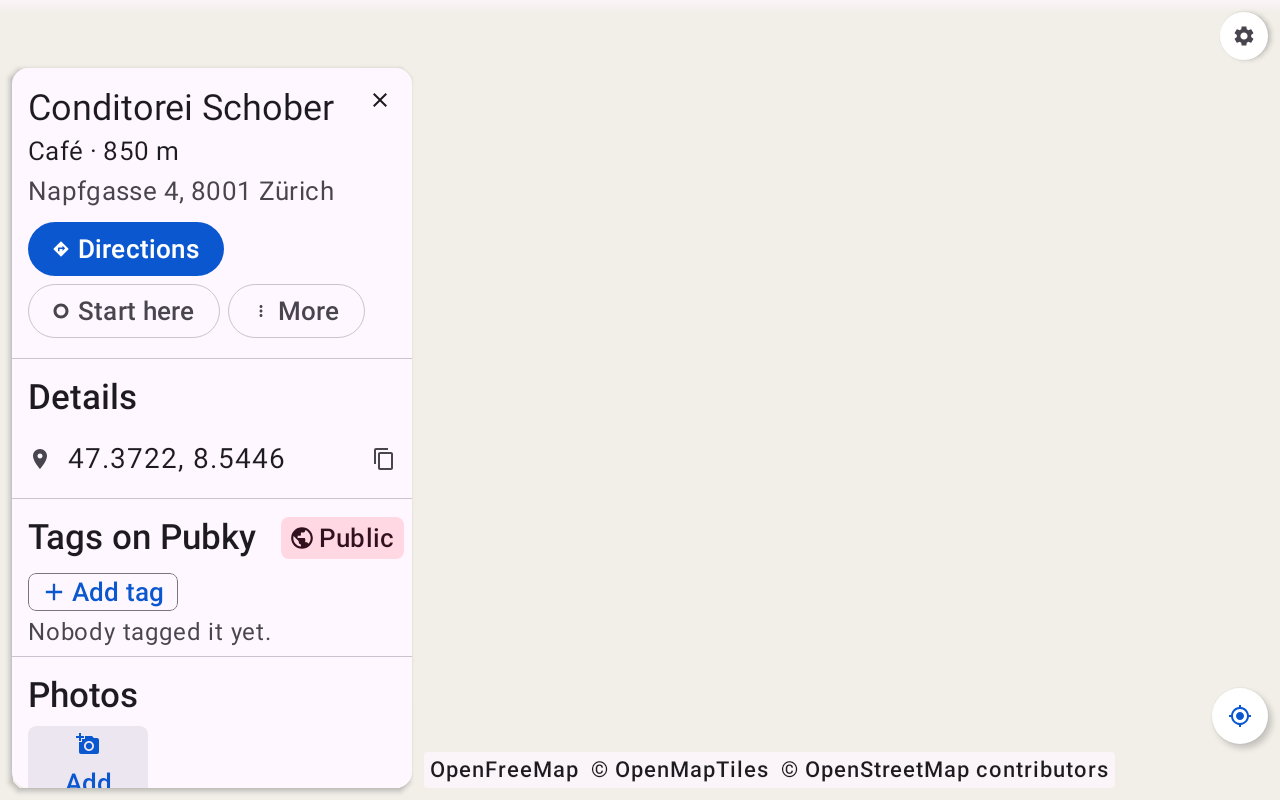 Conditorei Schober
Café · 850 m
Napfgasse 4, 8001 Zürich
Directions
Start here
More
Details
47.3722, 8.5446
Tags on Pubky
Public
Add tag
Nobody tagged it yet.
Photos
Add
OpenFreeMap © OpenMapTiles © OpenStreetMap contributors